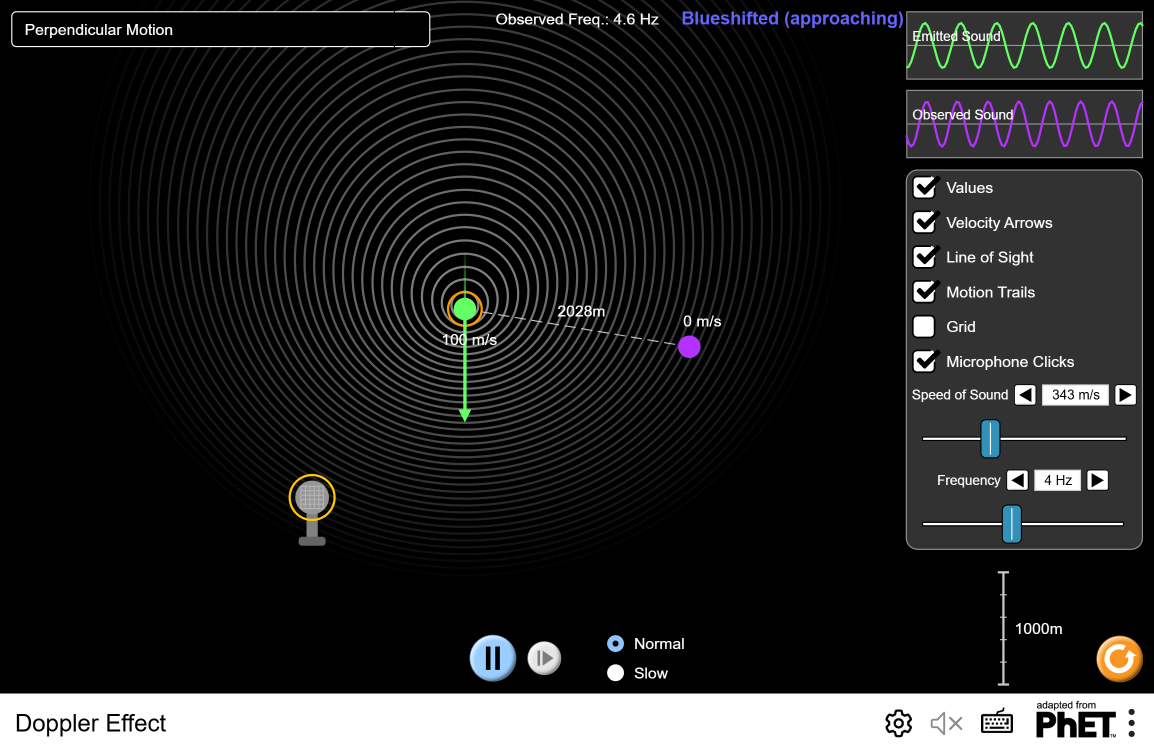 Perpendicular Motion
Observed Freq.: 4.6 Hz
Blueshifted (approaching)
Emitted Sound
Observed Sound
Values
Velocity Arrows
Line of Sight
Motion Trails
Grid
Microphone Clicks
Speed of Sound
343 m/s
Frequency
4 Hz
2028m
0 m/s
100 m/s
1000m
Normal
Slow
Doppler Effect
adapted from
PhET